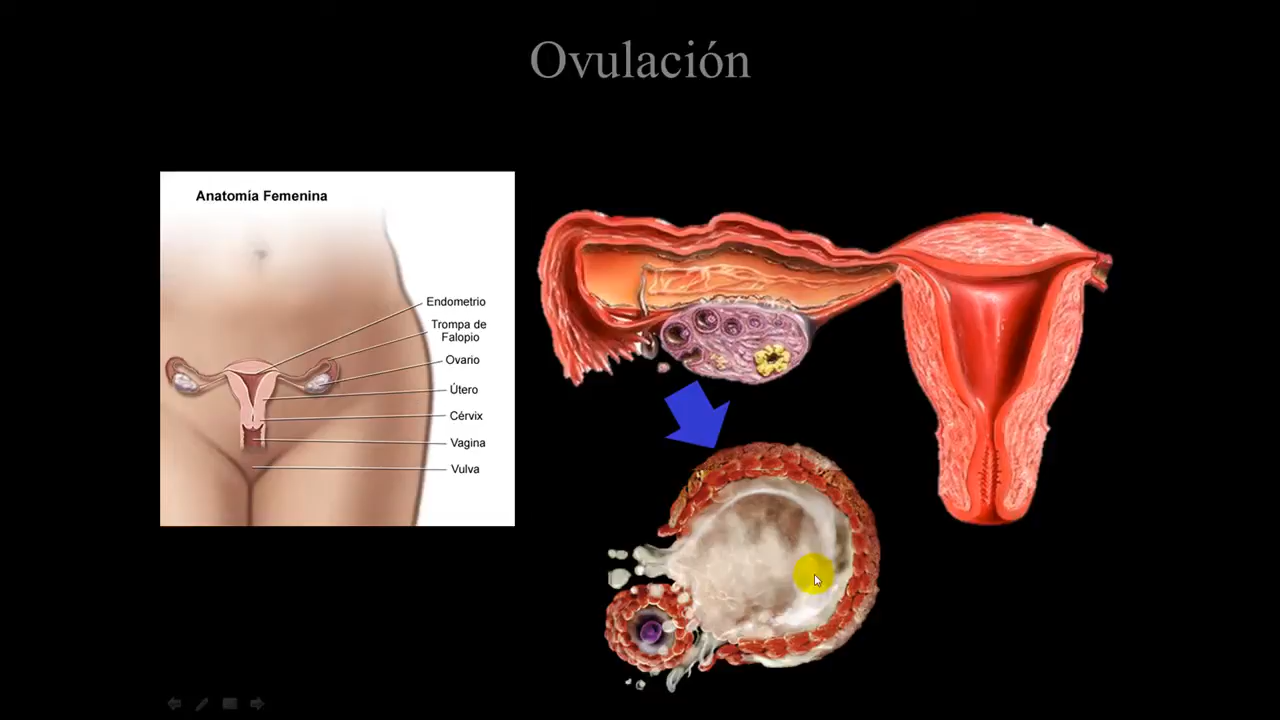 Ovulación
Anatomía Femenina
Endometrio
Trompa de
Falopio
Ovario
Útero
Cérvix
Vagina
Vulva